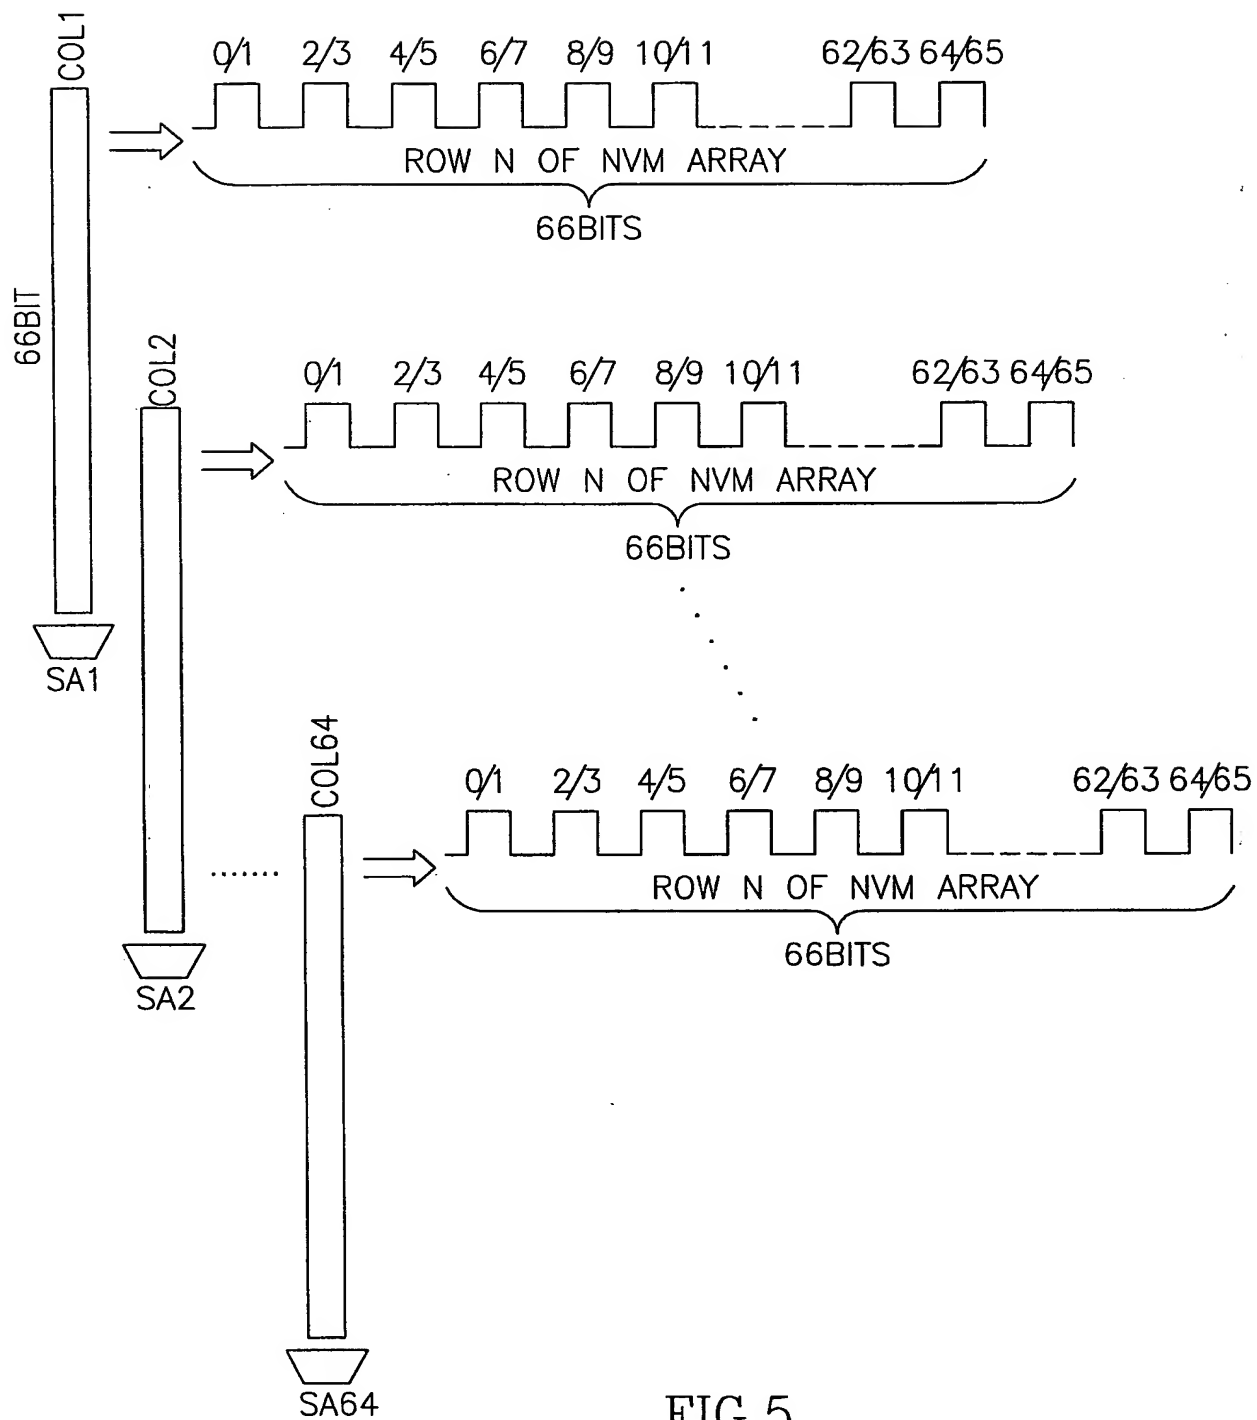 COL1
0/1 2/3 4/5 6/7 8/9 10/11 62/63 64/65
ROW N OF NVM ARRAY
66BITS
66BIT
COL2
0/1 2/3 4/5 6/7 8/9 10/11 62/63 64/65
ROW N OF NVM ARRAY
66BITS
SA1
COL64
0/1 2/3 4/5 6/7 8/9 10/11 62/63 64/65
ROW N OF NVM ARRAY
66BITS
SA2
SA64
FIG.5